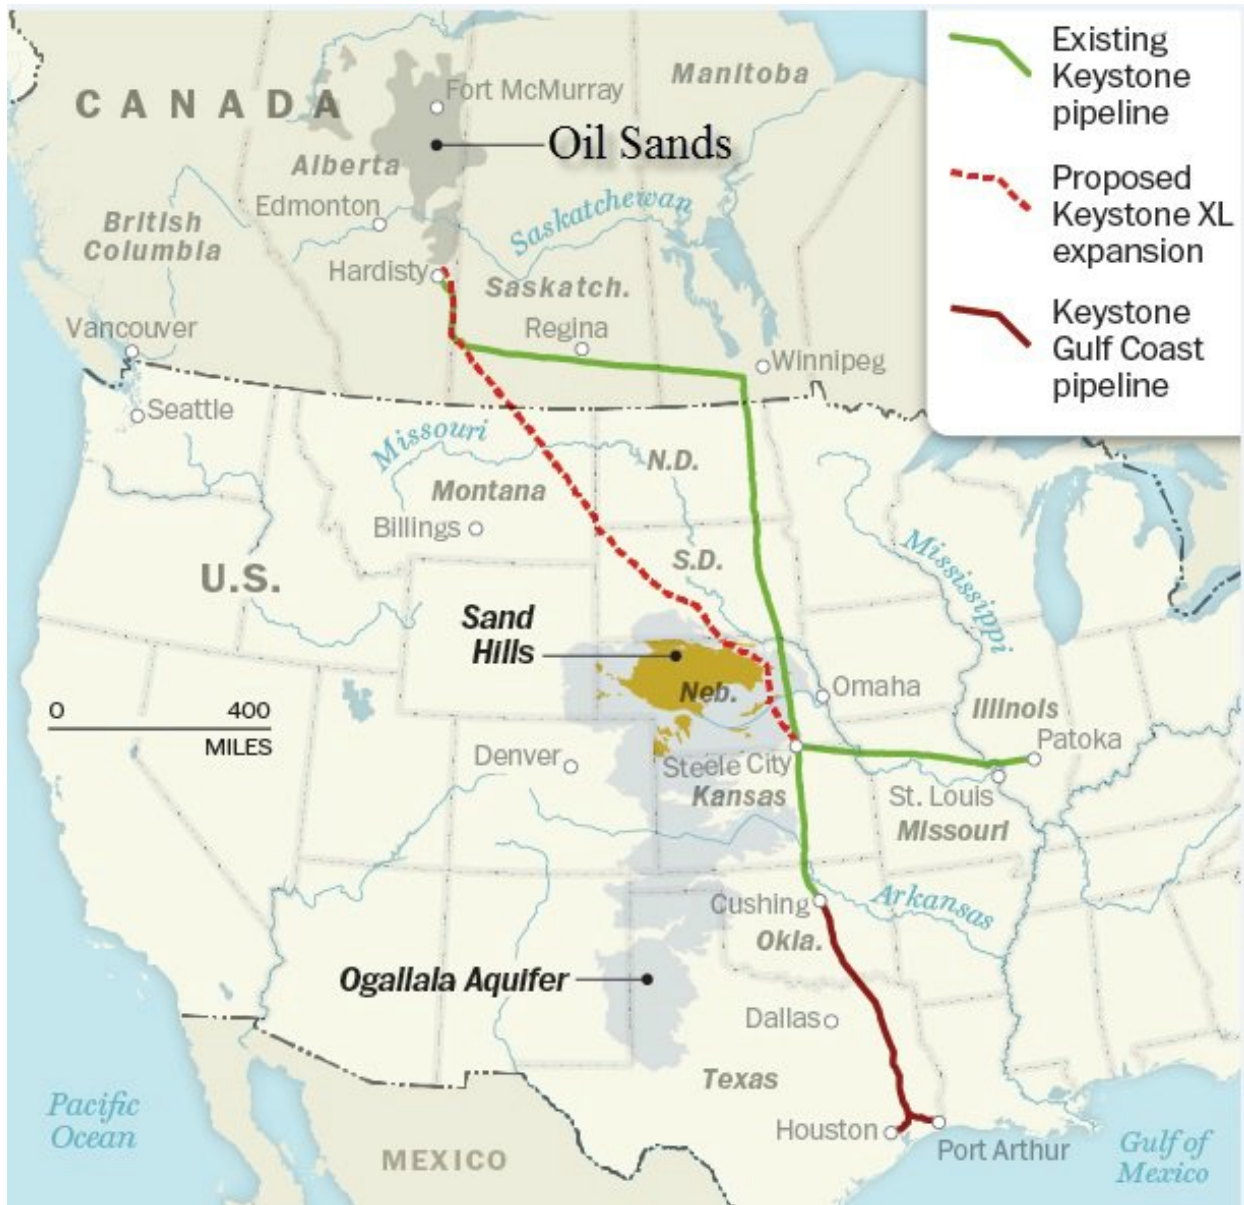 Existing
Keystone
pipeline
Proposed
Keystone XL
expansion
Keystone
Gulf Coast
pipeline
CANADA
Fort McMurray
Manitoba
Oil Sands
Alberta
Edmonton
Saskatchewan
British
Columbia
Hardisty
Saskatch.
Vancouver
Regina
Winnipeg
Seattle
Missouri
N.D.
Montana
Billings
Mississippi
S.D.
U.S.
Sand
Hills
Neb.
Omaha
0 400
MILES
Illinois
Patoka
Denver
Steele City
Kansas
St. Louis
Missouri
Cushing
Arkansas
Okla.
Ogallala Aquifer
Dallas
Texas
Pacific
Ocean
Houston
Port Arthur
Gulf of
Mexico
MEXICO